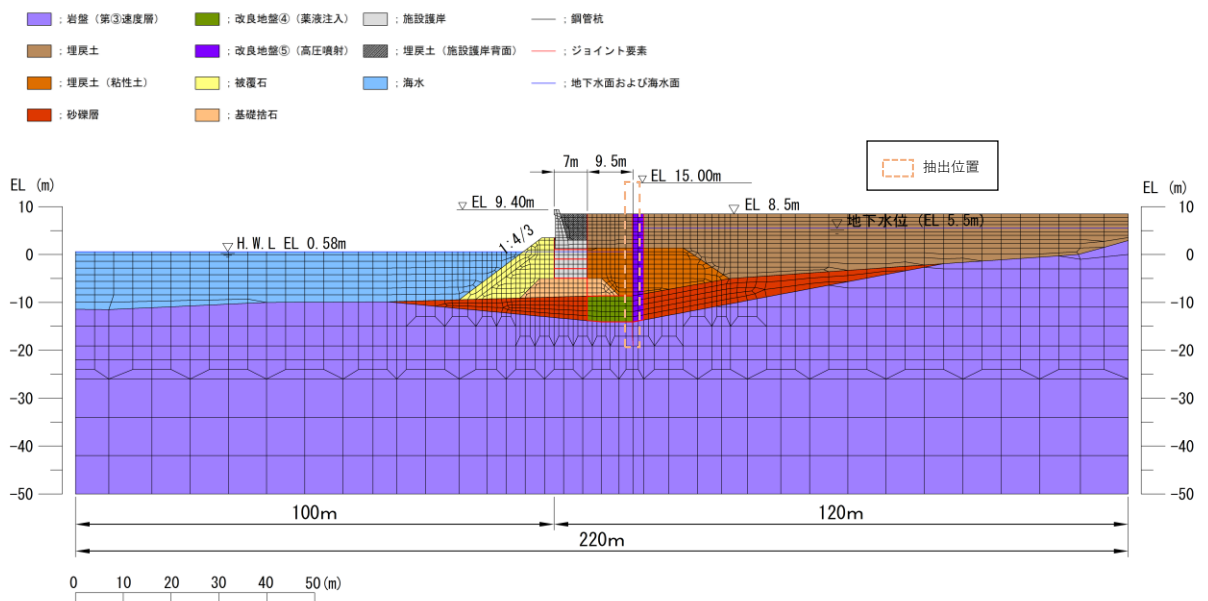 ；岩盤（第③速度層）
；改良地盤④（薬液注入）
；施設護岸
；鋼管杭
；埋戻土
；改良地盤⑤（高圧噴射）
；埋戻土（施設護岸背面）
；ジョイント要素
；埋戻土（粘性土）
；被覆石
；海水
；地下水面および海水面
；砂礫層
；基礎捨石
抽出位置
7m 9.5m
EL 15.00m
EL (m)
EL (m)
EL 9.40m
EL 8.5m
地下水位 (EL 5.5m)
H.W.L EL 0.58m
1:4/3
10
0
-10
-20
-30
-40
-50
10
0
-10
-20
-30
-40
-50
100m
120m
220m
0 10 20 30 40 50(m)